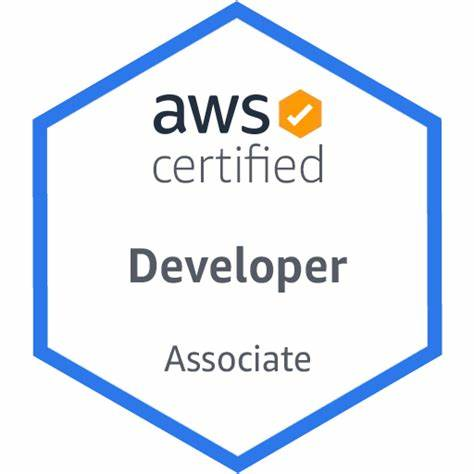 aws
certified
Developer
Associate